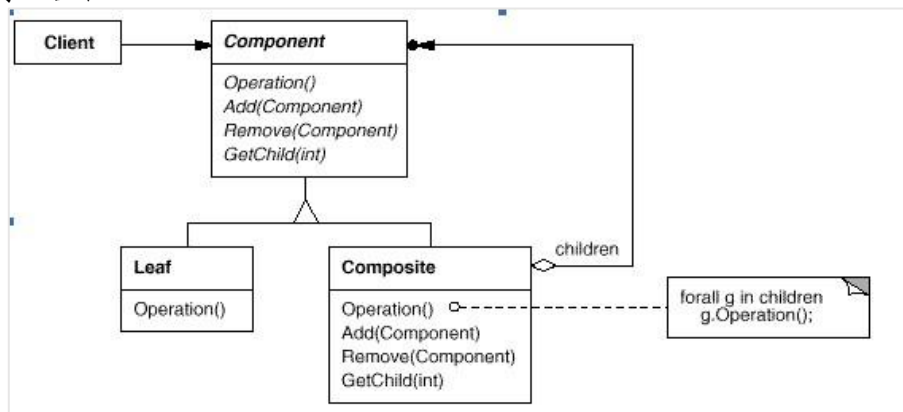 Client
Component
Operation()
Add(Component)
Remove(Component)
GetChild(int)
Leaf
Operation()
Composite
Operation()
Add(Component)
Remove(Component)
GetChild(int)
children
forall g in children
g.Operation();